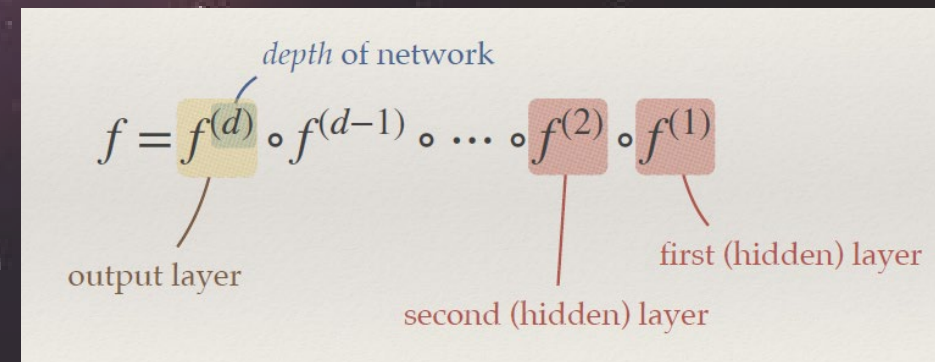 depth of network
f = f^(d) ∘ f^(d−1) ∘ ⋯ ∘ f^(2) ∘ f^(1)
first (hidden) layer
output layer
second (hidden) layer